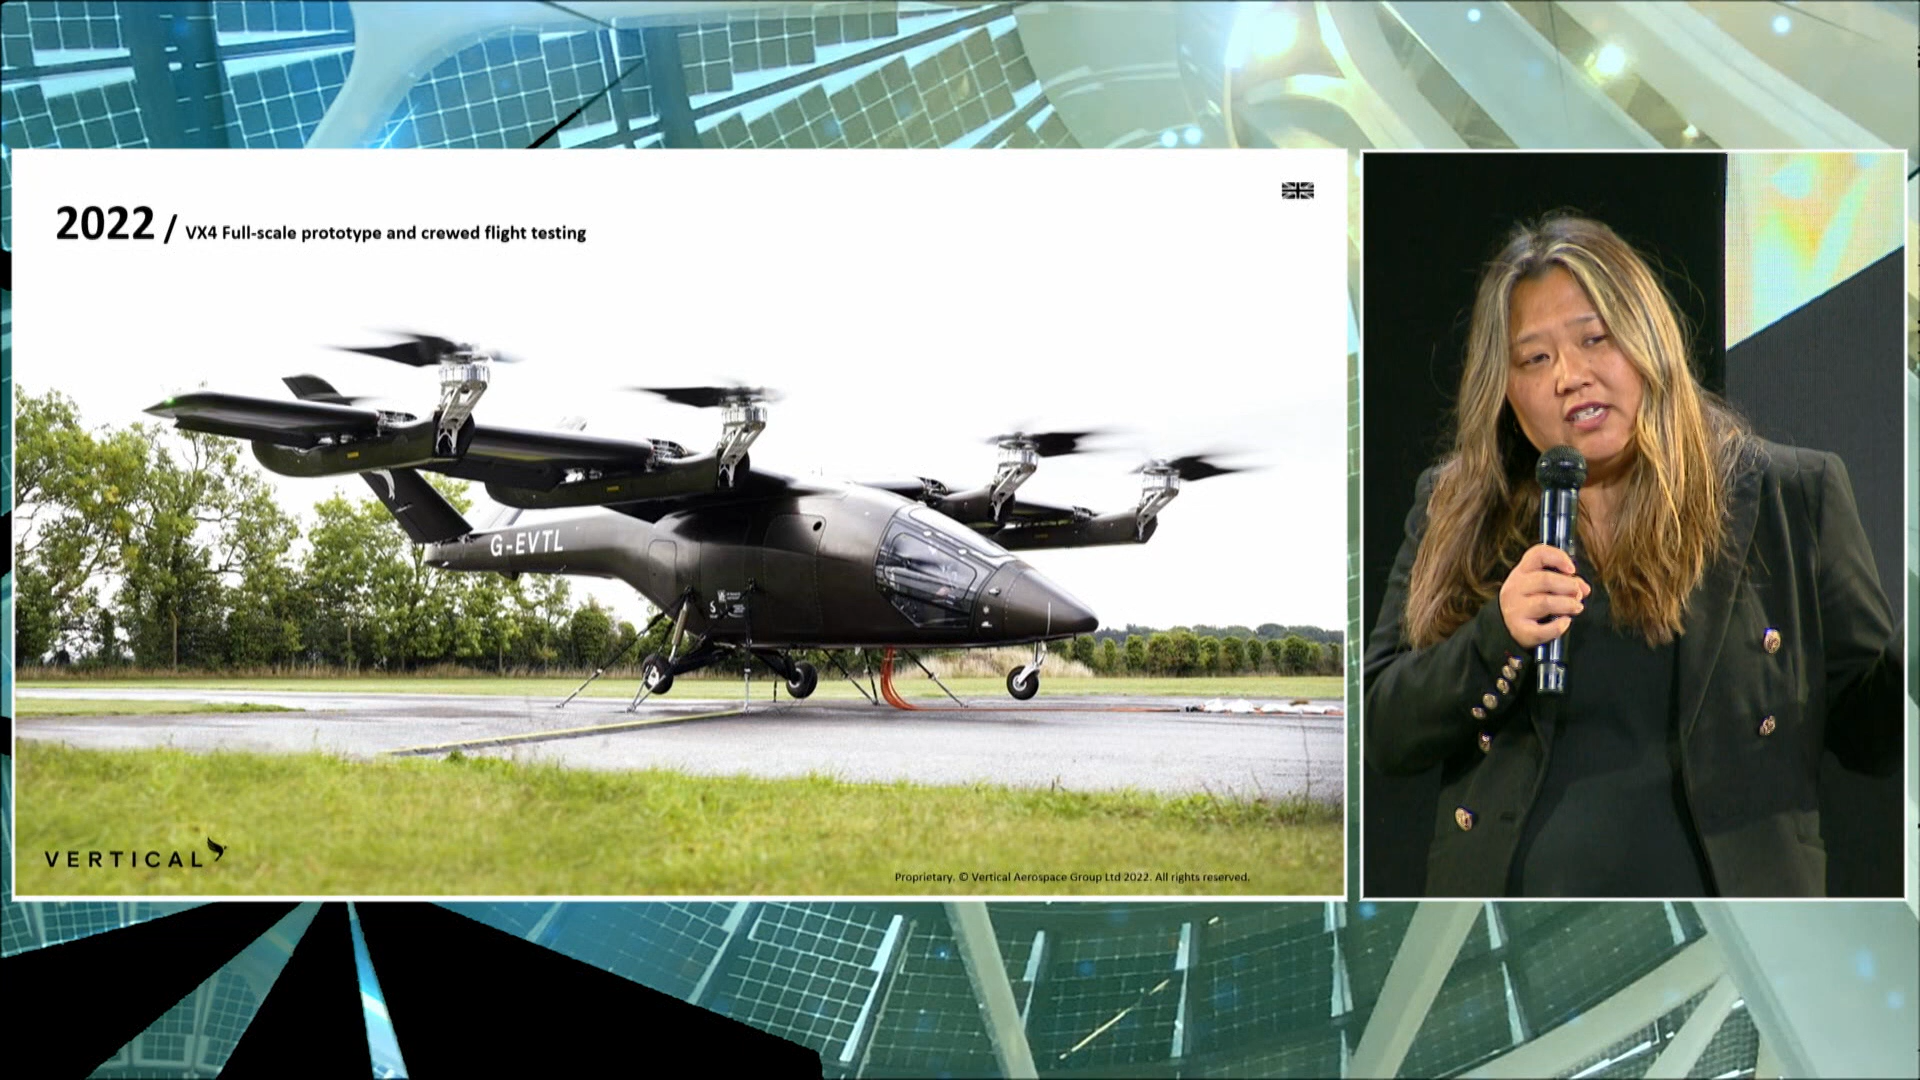 2022 / VX4 Full-scale prototype and crewed flight testing
G-EVTL
VERTICAL
Proprietary. © Vertical Aerospace Group Ltd 2022. All rights reserved.